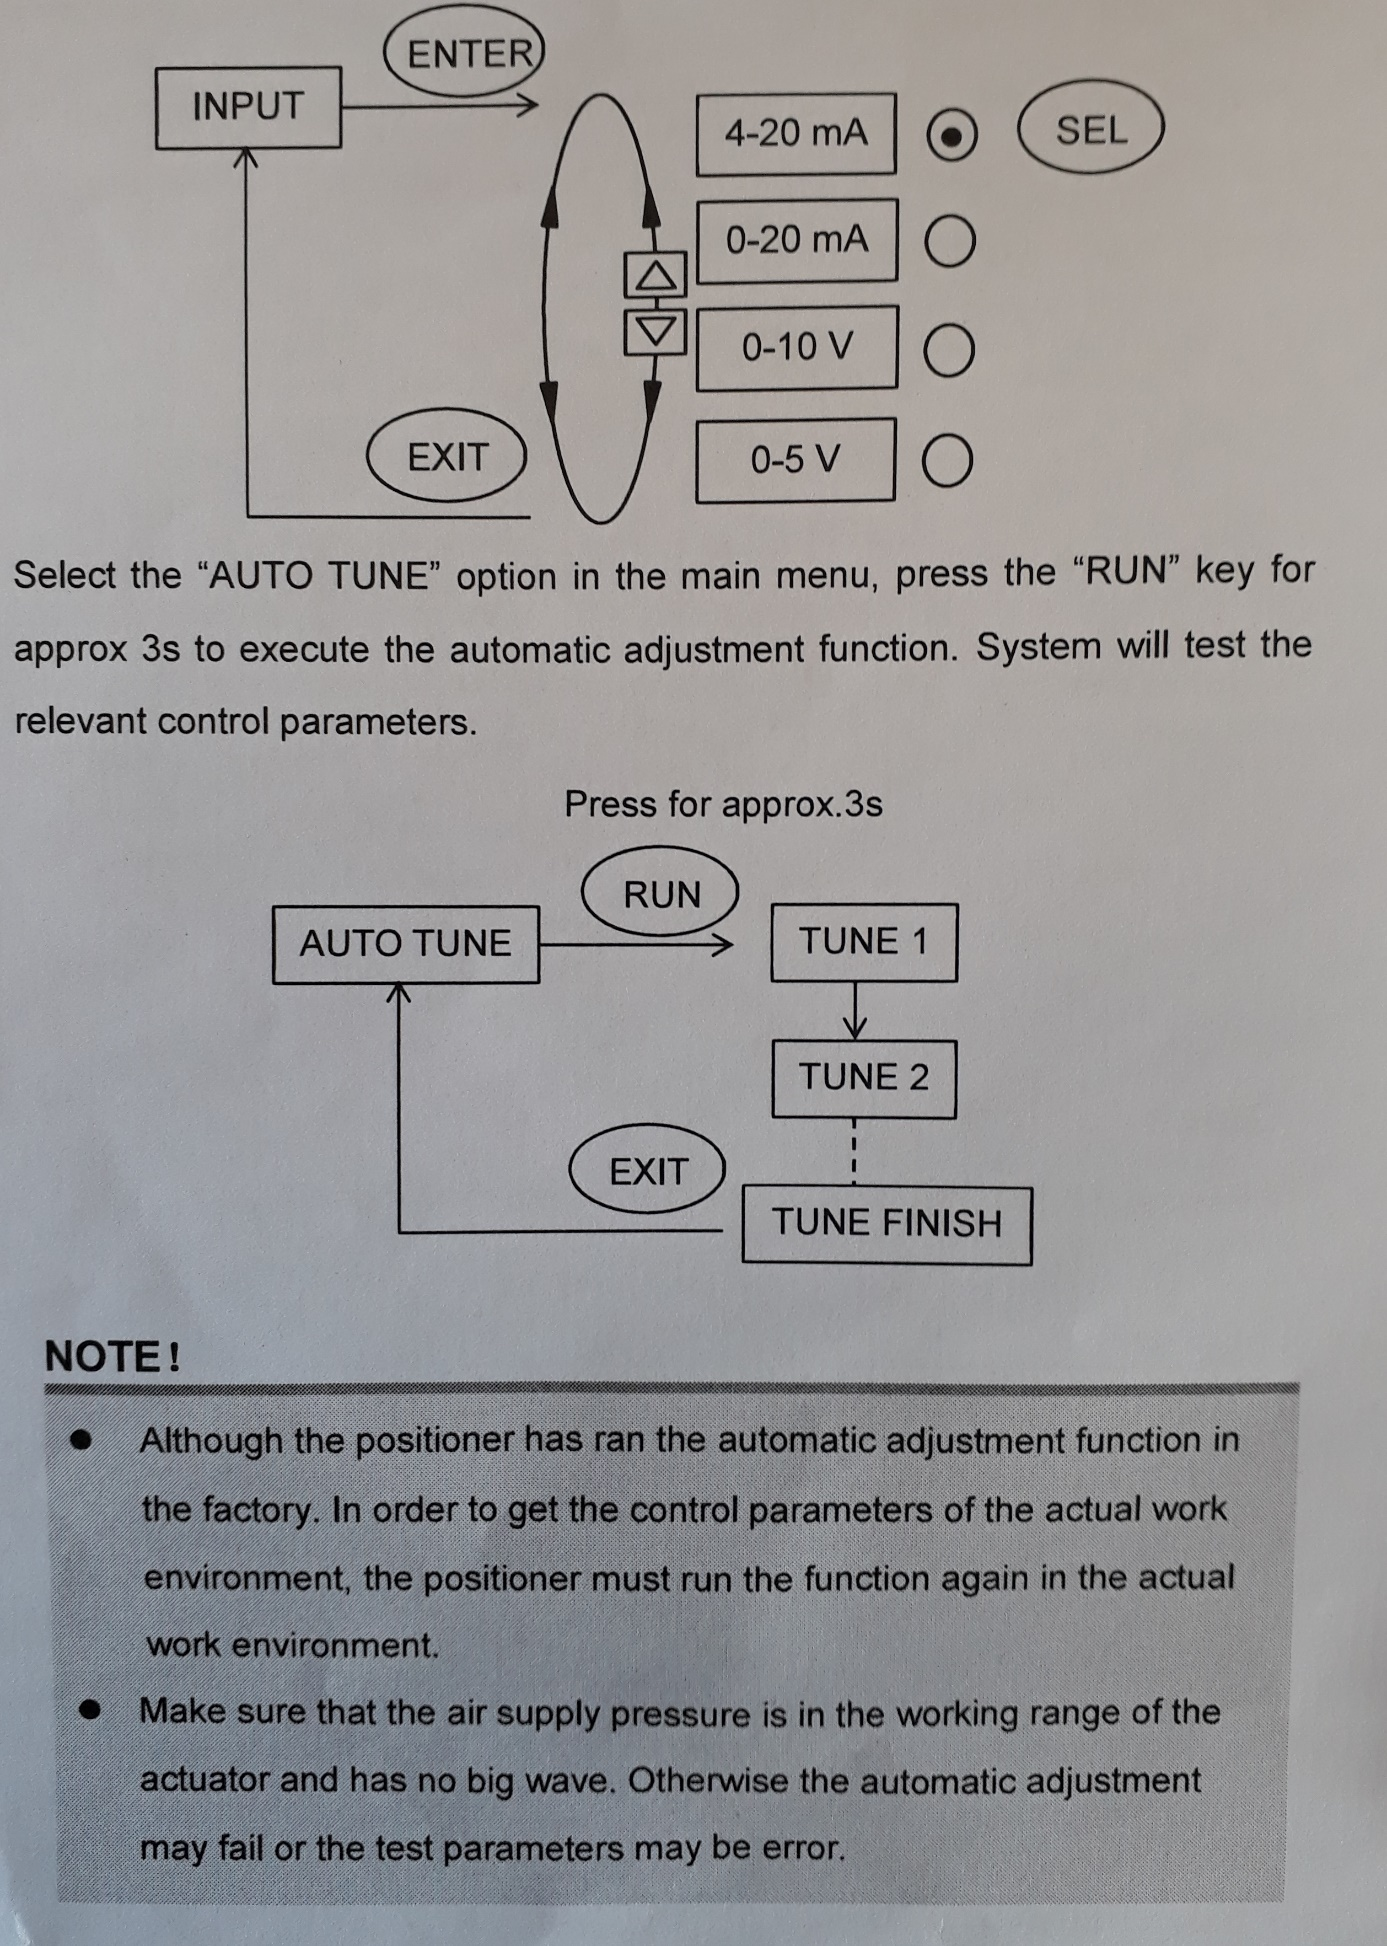 ENTER
INPUT
4-20 mA
SEL
0-20 mA
0-10 V
EXIT
0-5 V
Select the “AUTO TUNE” option in the main menu, press the “RUN” key for
approx 3s to execute the automatic adjustment function. System will test the
relevant control parameters.
Press for approx.3s
RUN
AUTO TUNE
TUNE 1
TUNE 2
EXIT
TUNE FINISH
NOTE!
● Although the positioner has ran the automatic adjustment function in
the factory. In order to get the control parameters of the actual work
environment, the positioner must run the function again in the actual
work environment.
● Make sure that the air supply pressure is in the working range of the
actuator and has no big wave. Otherwise the automatic adjustment
may fail or the test parameters may be error.